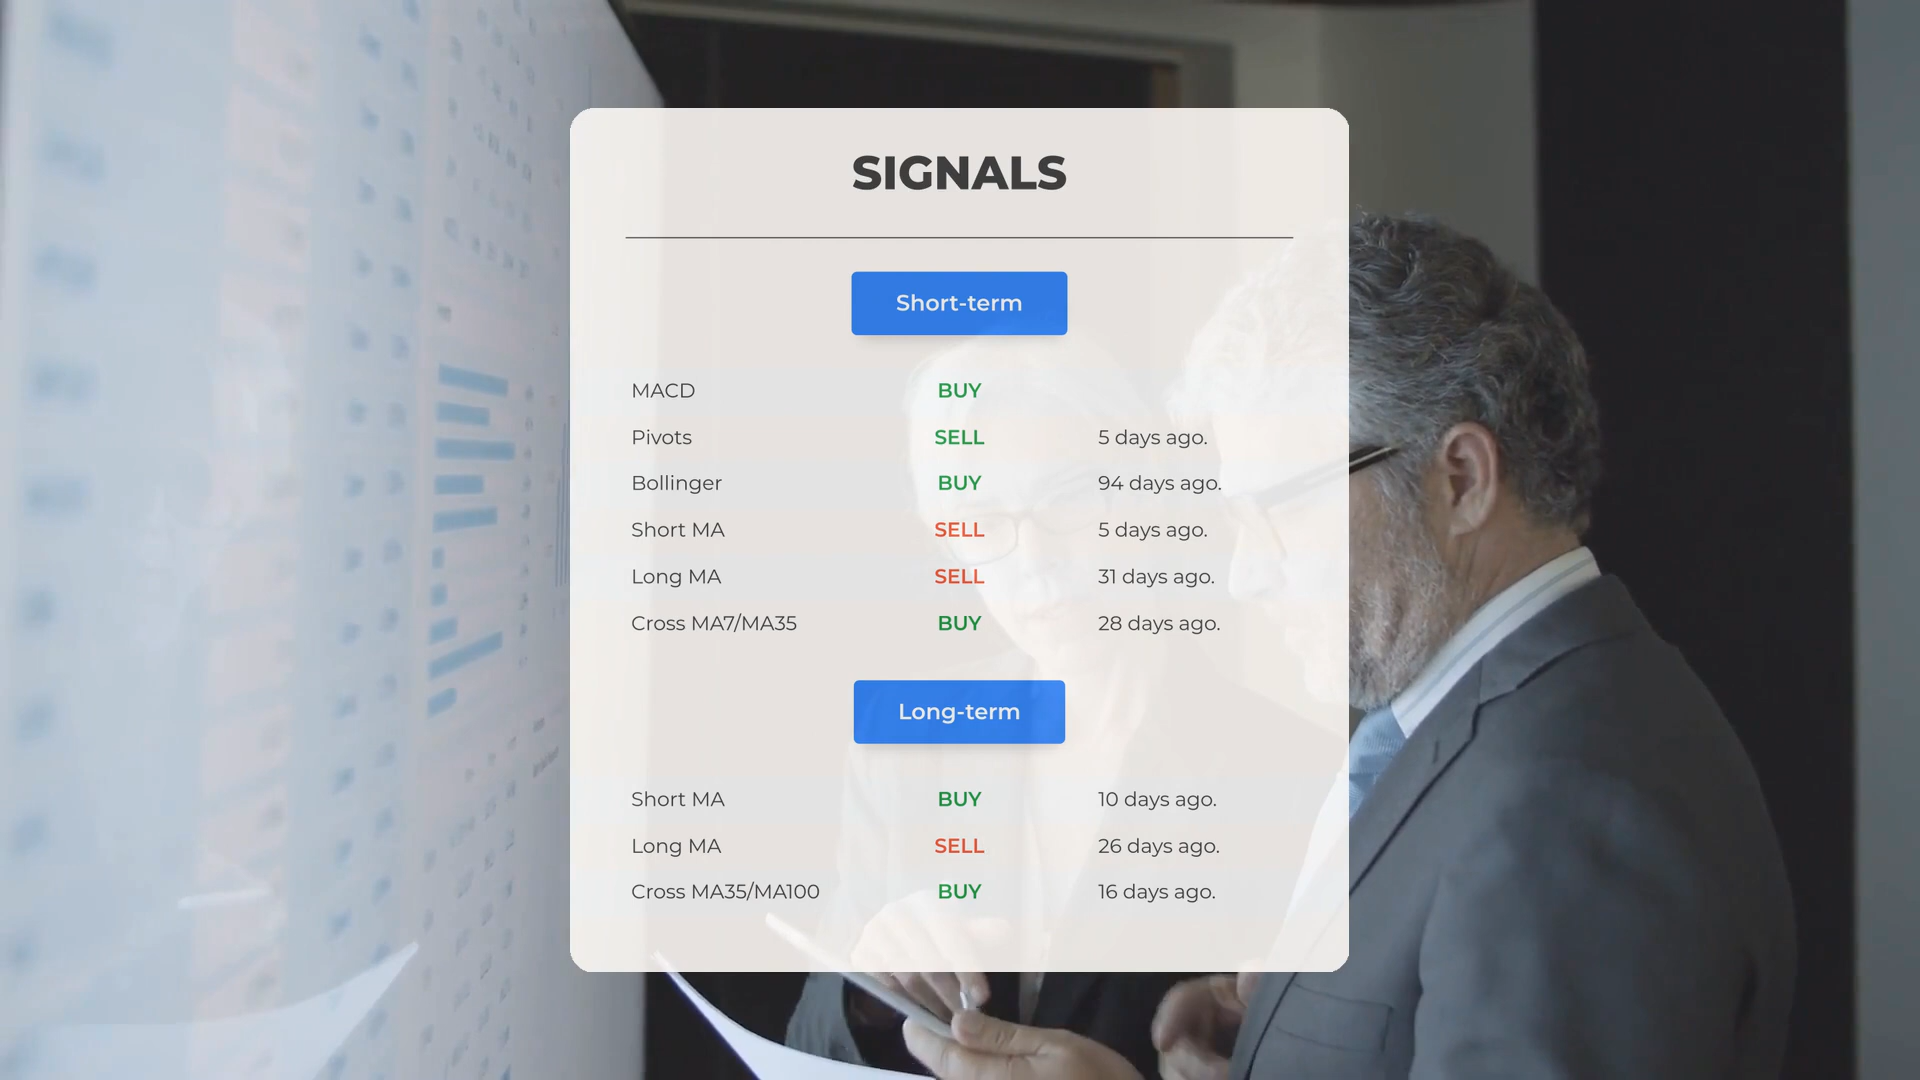 SIGNALS
Short-term
MACD BUY
Pivots SELL 5 days ago.
Bollinger BUY 94 days ago.
Short MA SELL 5 days ago.
Long MA SELL 31 days ago.
Cross MA7/MA35 BUY 28 days ago.
Long-term
Short MA BUY 10 days ago.
Long MA SELL 26 days ago.
Cross MA35/MA100 BUY 16 days ago.